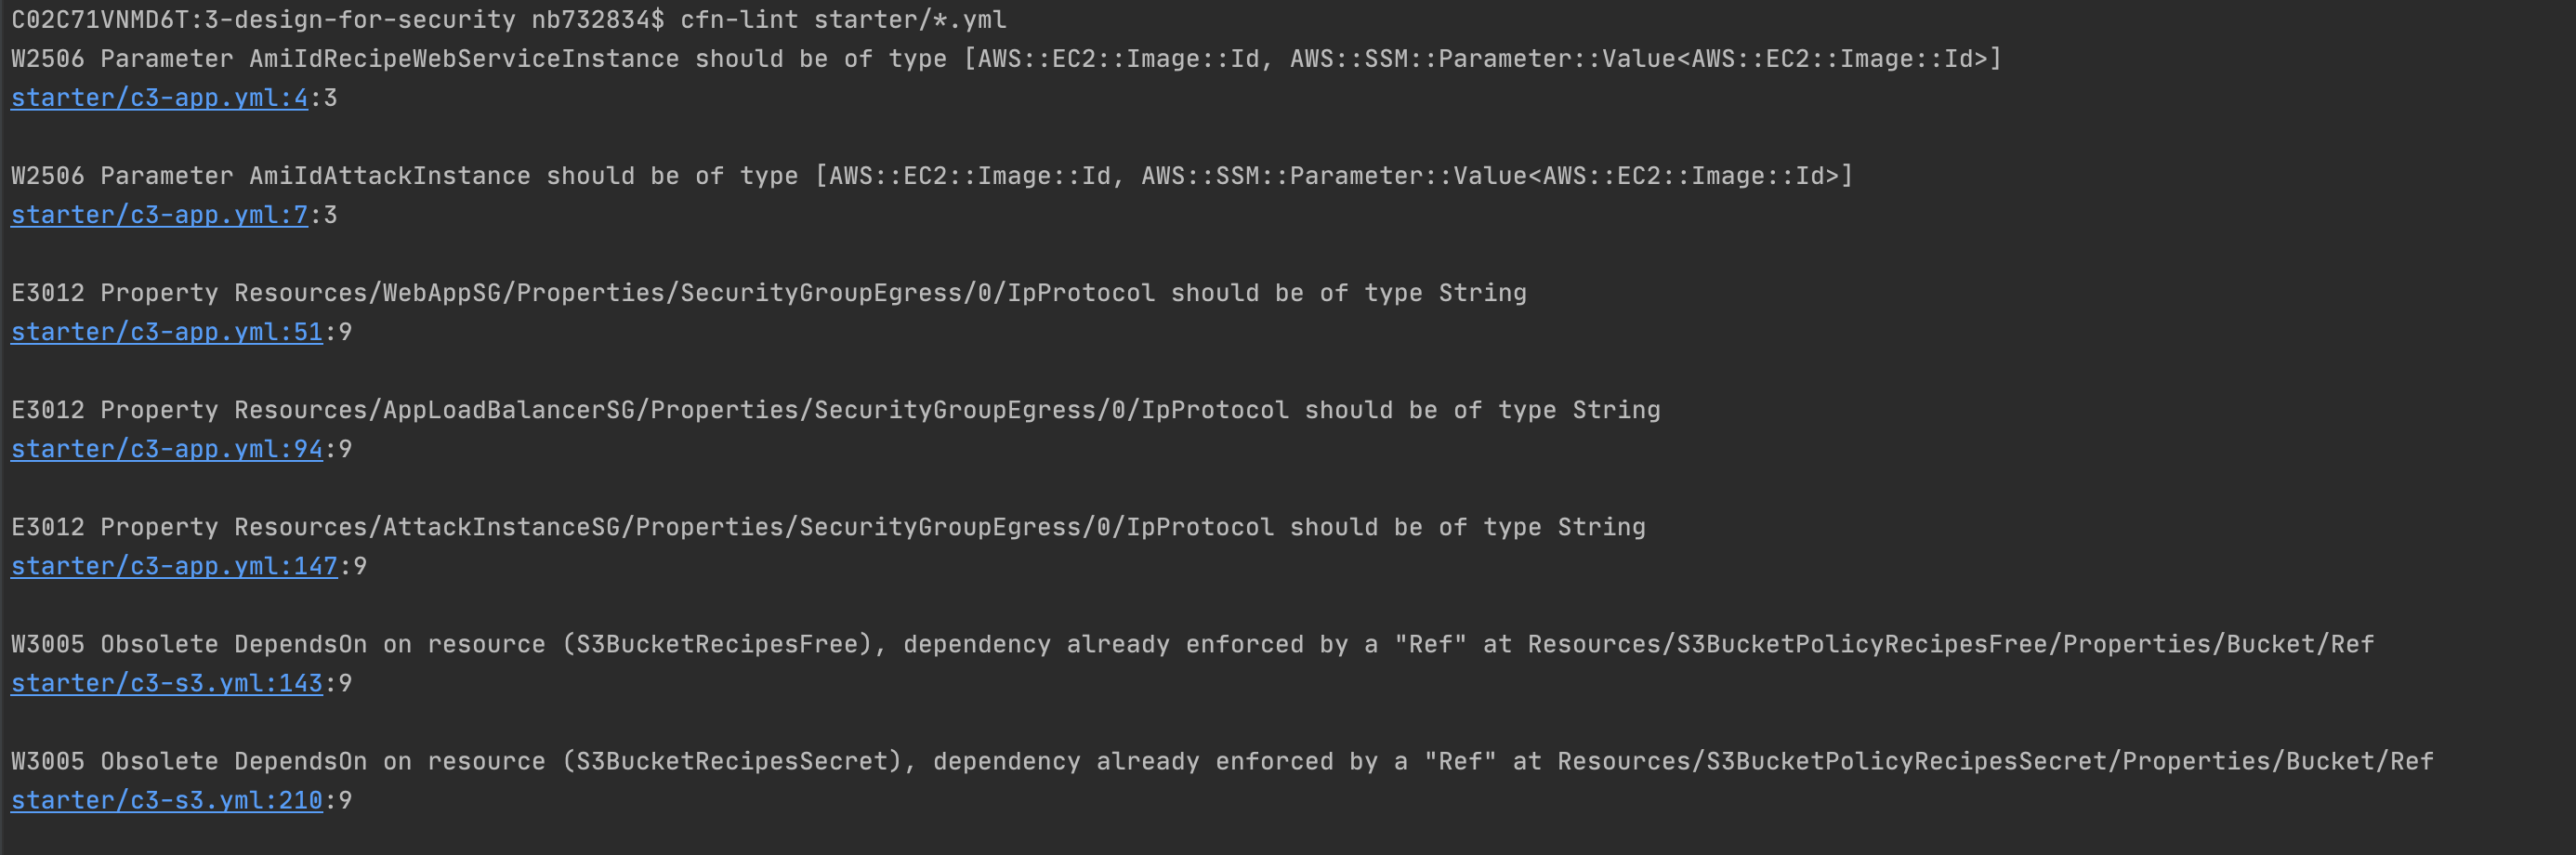 C02C71VNMD6T:3-design-for-security nb732834$ cfn-lint starter/*.yml
W2506 Parameter AmiIdRecipeWebServiceInstance should be of type [AWS::EC2::Image::Id, AWS::SSM::Parameter::Value<AWS::EC2::Image::Id>]
starter/c3-app.yml:4:3
W2506 Parameter AmiIdAttackInstance should be of type [AWS::EC2::Image::Id, AWS::SSM::Parameter::Value<AWS::EC2::Image::Id>]
starter/c3-app.yml:7:3
E3012 Property Resources/WebAppSG/Properties/SecurityGroupEgress/0/IpProtocol should be of type String
starter/c3-app.yml:51:9
E3012 Property Resources/AppLoadBalancerSG/Properties/SecurityGroupEgress/0/IpProtocol should be of type String
starter/c3-app.yml:94:9
E3012 Property Resources/AttackInstanceSG/Properties/SecurityGroupEgress/0/IpProtocol should be of type String
starter/c3-app.yml:147:9
W3005 Obsolete DependsOn on resource (S3BucketRecipesFree), dependency already enforced by a "Ref" at Resources/S3BucketPolicyRecipesFree/Properties/Bucket/Ref
starter/c3-s3.yml:143:9
W3005 Obsolete DependsOn on resource (S3BucketRecipesSecret), dependency already enforced by a "Ref" at Resources/S3BucketPolicyRecipesSecret/Properties/Bucket/Ref
starter/c3-s3.yml:210:9